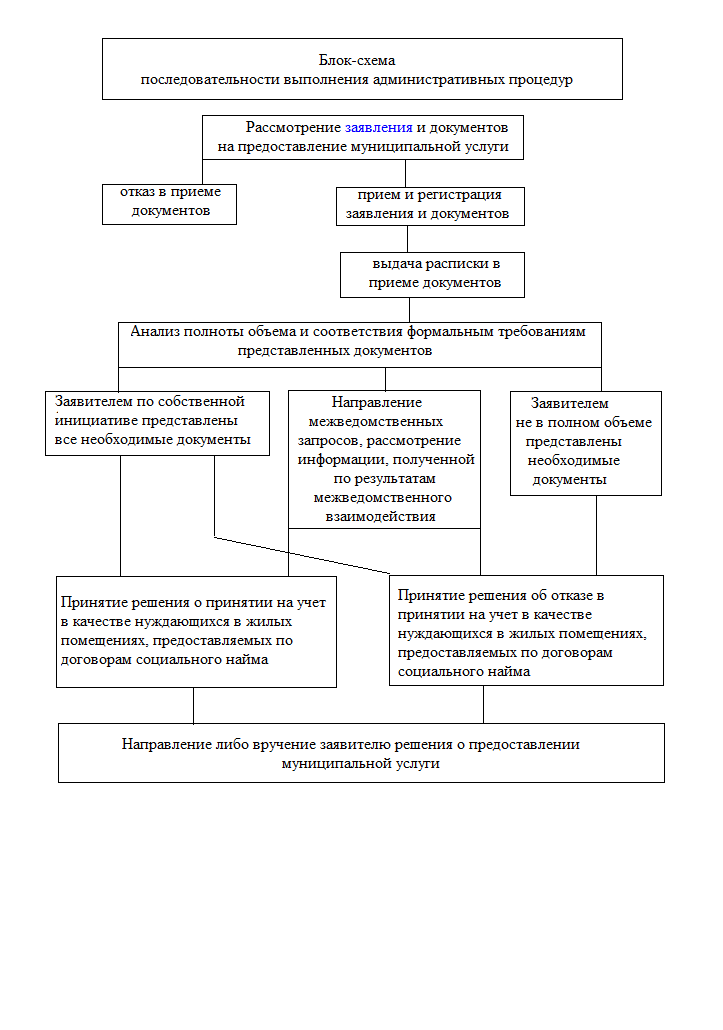 Блок-схема
последовательности выполнения административных процедур
Рассмотрение заявления и документов
на предоставление муниципальной услуги
отказ в приеме
документов
прием и регистрация
заявления и документов
выдача расписки в
приеме документов
Анализ полноты объема и соответствия формальным требованиям
представленных документов
Заявителем по собственной
инициативе представлены
все необходимые документы
Направление
межведомственных
запросов, рассмотрение
информации, полученной
по результатам
межведомственного
взаимодействия
Заявителем
не в полном объеме
представлены
необходимые
документы
Принятие решения о принятии на учет
в качестве нуждающихся в жилых
помещениях, предоставляемых по
договорам социального найма
Принятие решения об отказе в
принятии на учет в качестве
нуждающихся в жилых помещениях,
предоставляемых по договорам
социального найма
Направление либо вручение заявителю решения о предоставлении
муниципальной услуги